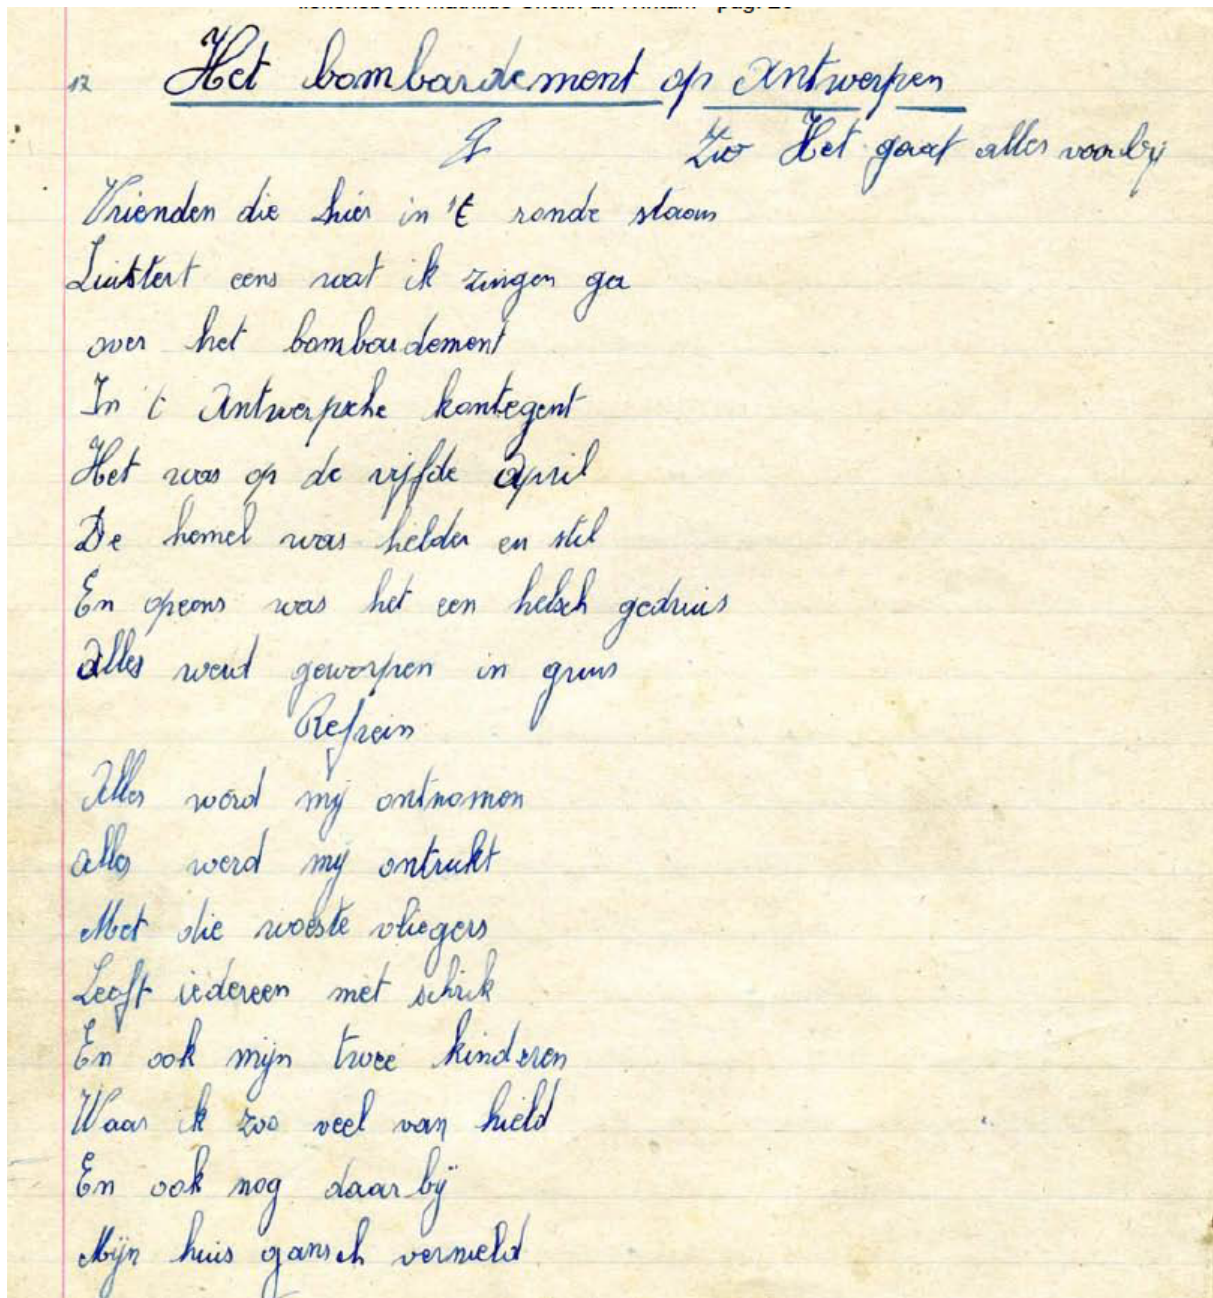 12 Het bombardement op Antwerpen
I Zw Het gaat alles voorbij
Vrienden die hier in 't ronde staan
Luistert eens wat ik zingen ga
over het bombardement
In 't Antwerpsche kontegent
Het was op de vijfde April
De hemel was helder en stil
En opeens was het een helsch gedruis
Alles werd geworpen in gruis
Refrein
Alles werd mij ontnomen
alles werd mij ontrukt
Met die woeste vliegers
Leeft iedereen met schrik
En ook mijn twee kinderen
Waar ik zoo veel van hield
En ook nog daar bij
Mijn huis gansch vernield